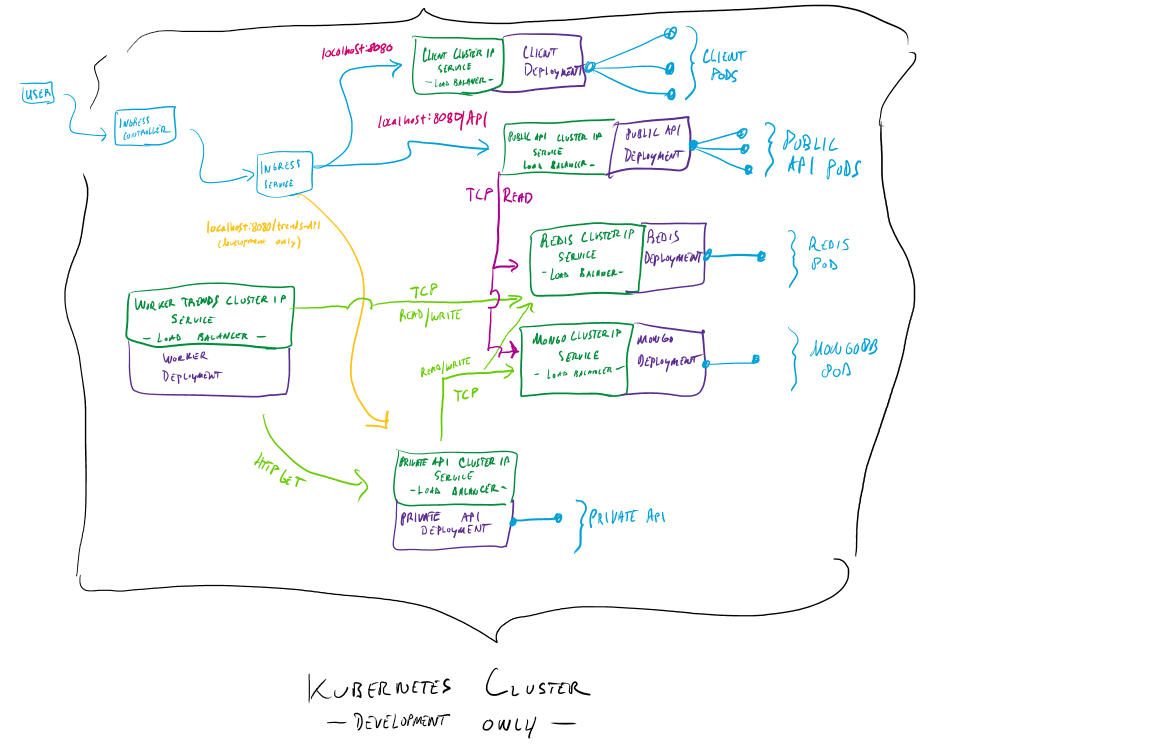 localhost:8080
CLIENT CLUSTER IP
SERVICE
- LOAD BALANCER -
CLIENT
DEPLOYMENT
CLIENT
PODS
USER
INGRESS
CONTROLLER
localhost:8080/API
PUBLIC API CLUSTER IP
SERVICE
LOAD BALANCER -
PUBLIC API
DEPLOYMENT
PUBLIC
API PODS
INGRESS
SERVICE
TCP READ
localhost:8080/trends-API
(development only)
REDIS CLUSTER IP
SERVICE
- LOAD BALANCER -
REDIS
DEPLOYMENT
REDIS
POD
WORKER TRENDS CLUSTER IP
SERVICE
- LOAD BALANCER -
WORKER
DEPLOYMENT
TCP
READ/WRITE
MONGO CLUSTER IP
SERVICE
- LOAD BALANCER -
MONGO
DEPLOYMENT
MONGODB
POD
READ/WRITE
TCP
HTTP GET
PRIVATE API CLUSTER IP
SERVICE
- LOAD BALANCER -
PRIVATE API
DEPLOYMENT
PRIVATE API
KUBERNETES CLUSTER
- DEVELOPMENT ONLY -